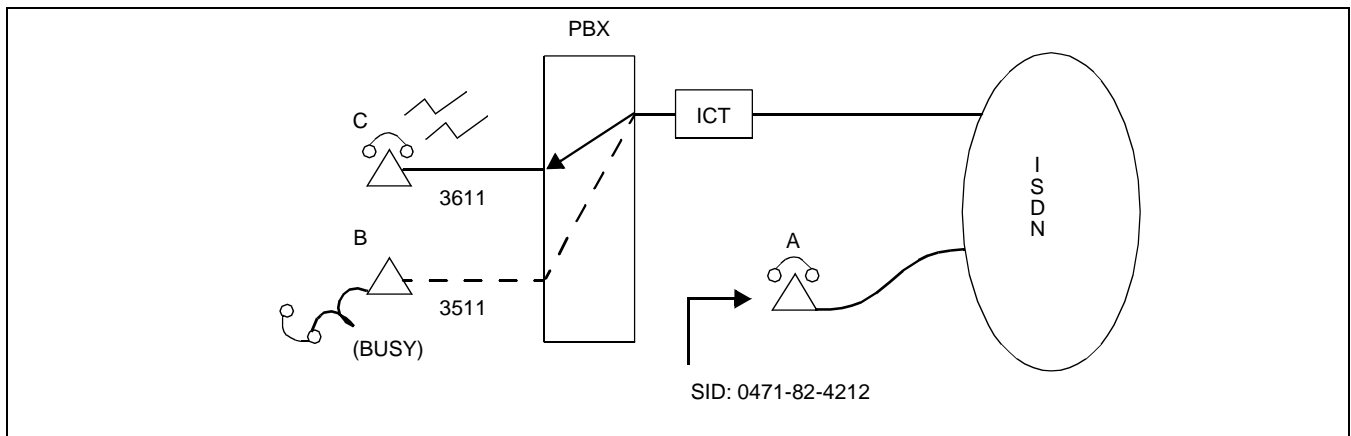 PBX
C
ICT
3611
I
S
D
N
B
A
3511
(BUSY)
SID: 0471-82-4212